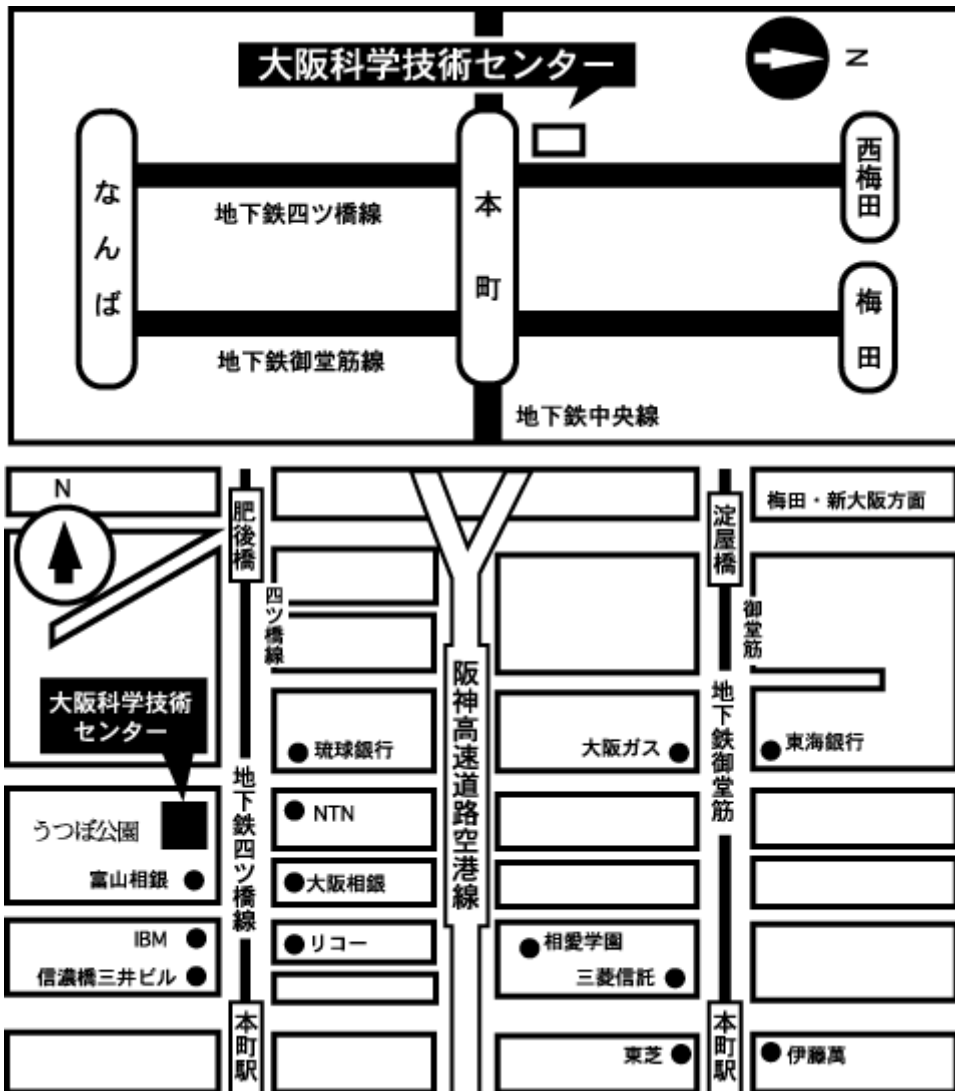 大阪科学技術センター
N
なんば
本町
西梅田
地下鉄四ツ橋線
梅田
地下鉄御堂筋線
地下鉄中央線
N
肥後橋
淀屋橋
梅田・新大阪方面
四ツ橋線
御堂筋
大阪科学技術
センター
阪神高速道路空港線
地下鉄御堂筋
琉球銀行
大阪ガス
東海銀行
地下鉄四ツ橋線
うつぼ公園
NTN
富山相銀
大阪相銀
IBM
リコー
相愛学園
信濃橋三井ビル
三菱信託
本町駅
本町駅
東芝
伊藤萬